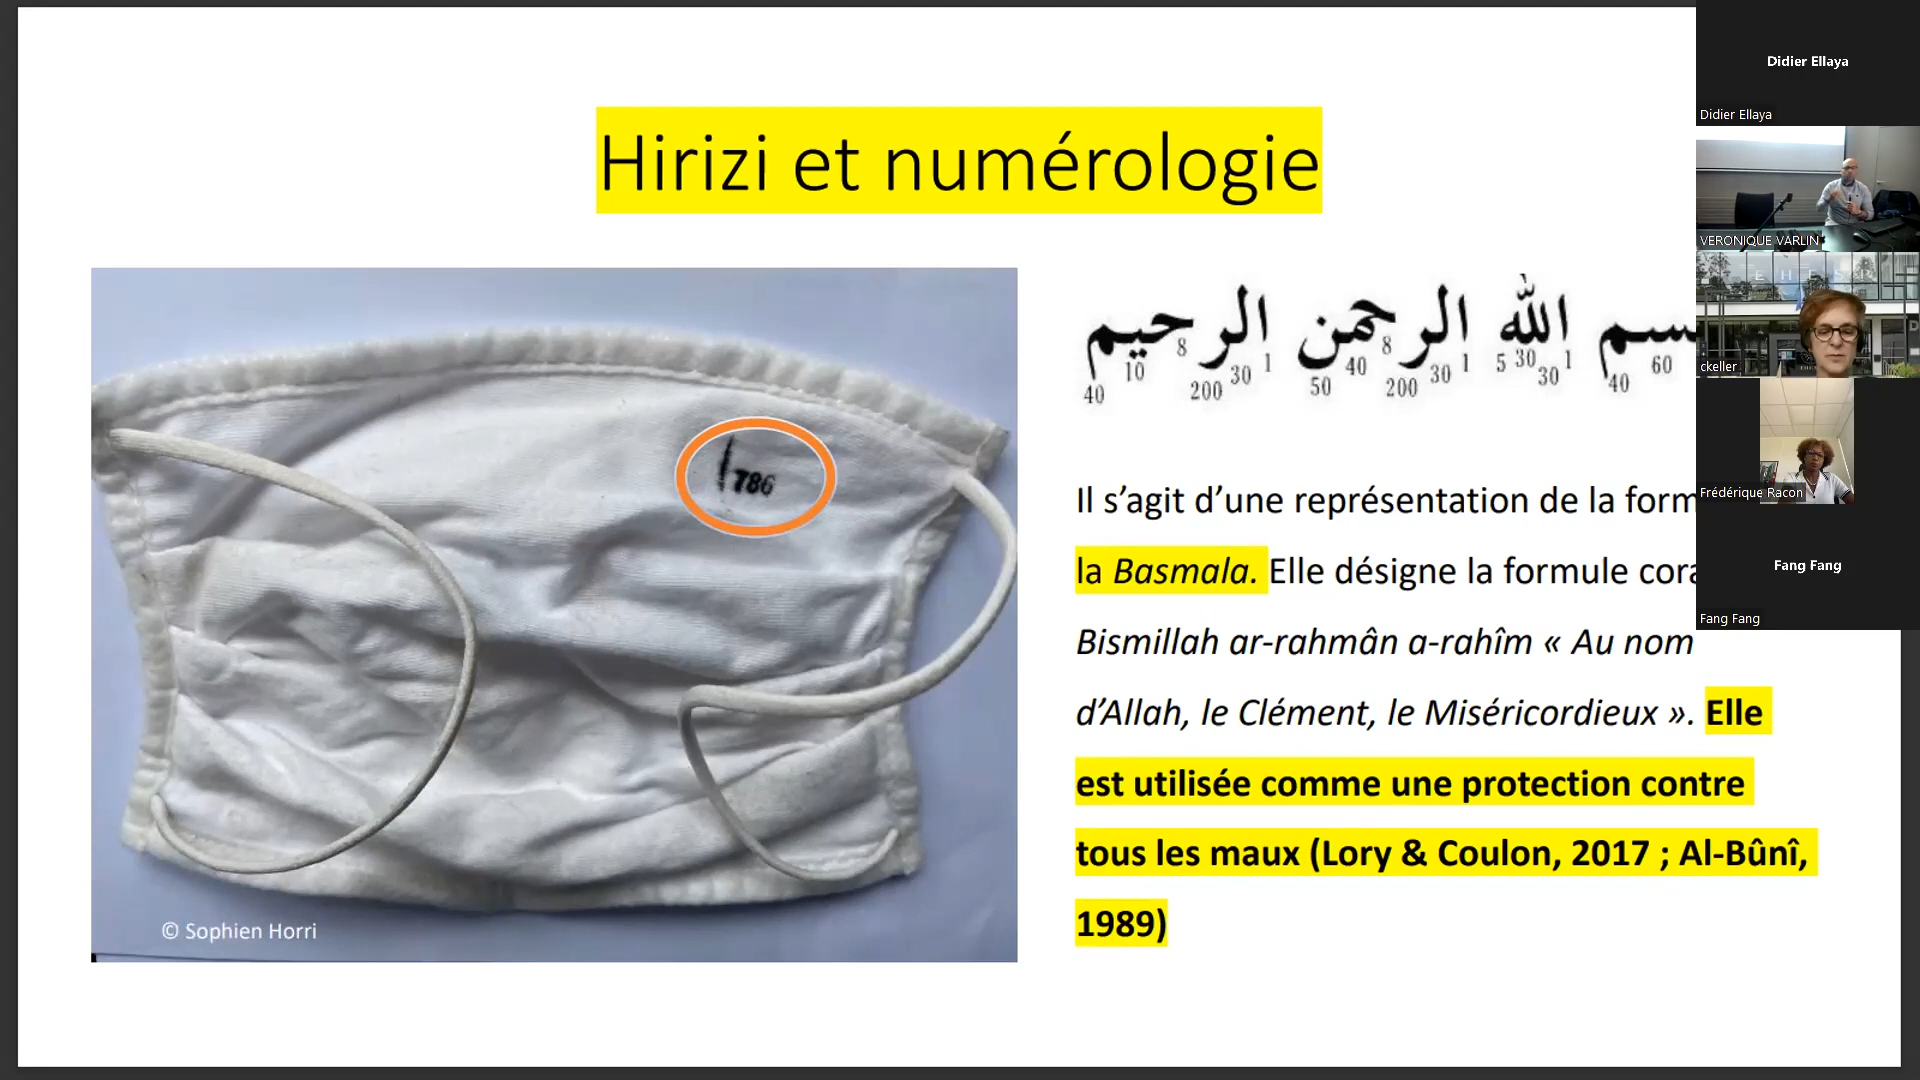 Hirizi et numérologie
786
© Sophien Horri
سم الله الرحمن الرحيم
40 10 8 200 30 1 50 40 8 200 30 1 5 30 30 1 40 60
Il s’agit d’une représentation de la form
la Basmala. Elle désigne la formule cora
Bismillah ar-rahmân a-rahîm « Au nom
d’Allah, le Clément, le Miséricordieux ». Elle
est utilisée comme une protection contre
tous les maux (Lory & Coulon, 2017 ; Al-Bûnî,
1989)
Didier Ellaya
Didier Ellaya
VERONIQUE VARLIN
EHESP
ckeller
Frédérique Racon
Fang Fang
Fang Fang